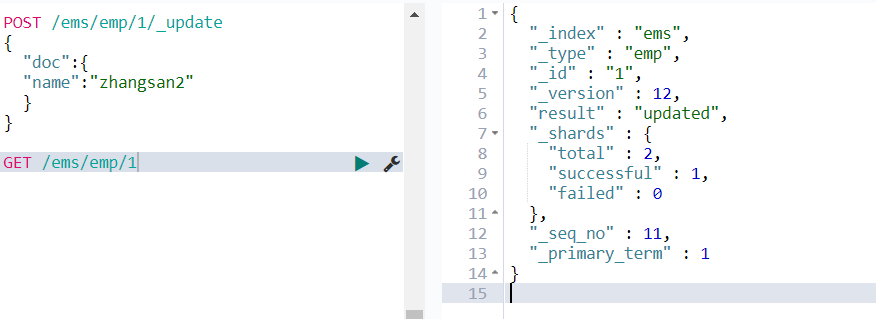 POST /ems/emp/1/_update
{
  "doc":{
  "name":"zhangsan2"
  }
}
GET /ems/emp/1
1 {
2   "_index" : "ems",
3   "_type" : "emp",
4   "_id" : "1",
5   "_version" : 12,
6   "result" : "updated",
7   "_shards" : {
8     "total" : 2,
9     "successful" : 1,
10     "failed" : 0
11   },
12   "_seq_no" : 11,
13   "_primary_term" : 1
14 }
15